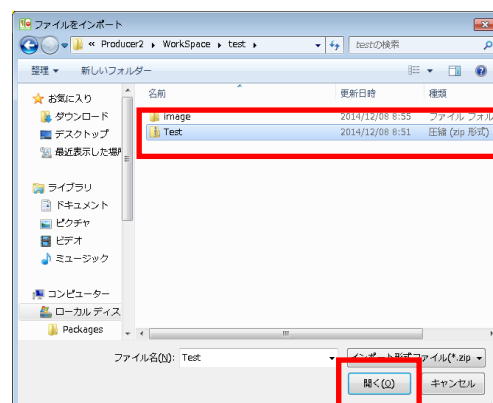 ファイルをインポート
« Producer2 ▸ WorkSpace ▸ test ▸
testの検索
整理 ▼ 新しいフォルダー
お気に入り
ダウンロード
デスクトップ
最近表示した場所
ライブラリ
ドキュメント
ピクチャ
ビデオ
ミュージック
コンピューター
ローカル ディス
Packages
名前 更新日時 種類
image 2014/12/08 8:55 ファイル フォル
Test 2014/12/08 8:51 圧縮 (zip 形式)
ファイル名(N): Test
インポート形式ファイル(*.zip
開く(O) キャンセル